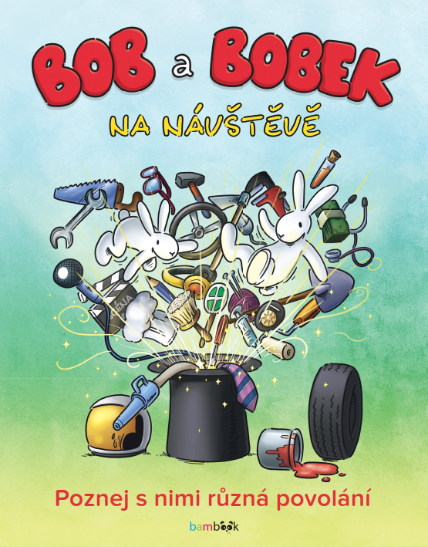 BOB a BOBEK
NA NÁVŠTĚVĚ
Poznej s nimi různá povolání
bambook